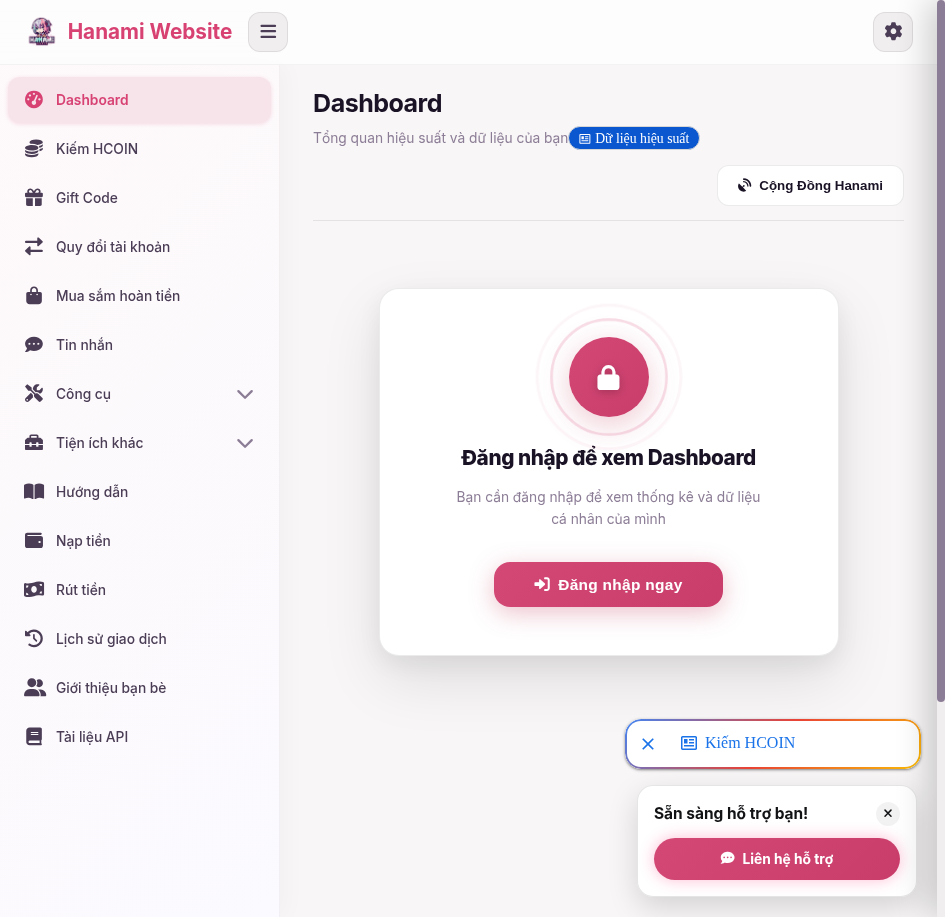 Hanami Website
Dashboard
Kiếm HCOIN
Gift Code
Quy đổi tài khoản
Mua sắm hoàn tiền
Tin nhắn
Công cụ
Tiện ích khác
Hướng dẫn
Nạp tiền
Rút tiền
Lịch sử giao dịch
Giới thiệu bạn bè
Tài liệu API
Dashboard
Tổng quan hiệu suất và dữ liệu của bạn Dữ liệu hiệu suất
Cộng Đồng Hanami
Đăng nhập để xem Dashboard
Bạn cần đăng nhập để xem thống kê và dữ liệu
cá nhân của mình
Đăng nhập ngay
Kiếm HCOIN
Sẵn sàng hỗ trợ bạn!
Liên hệ hỗ trợ